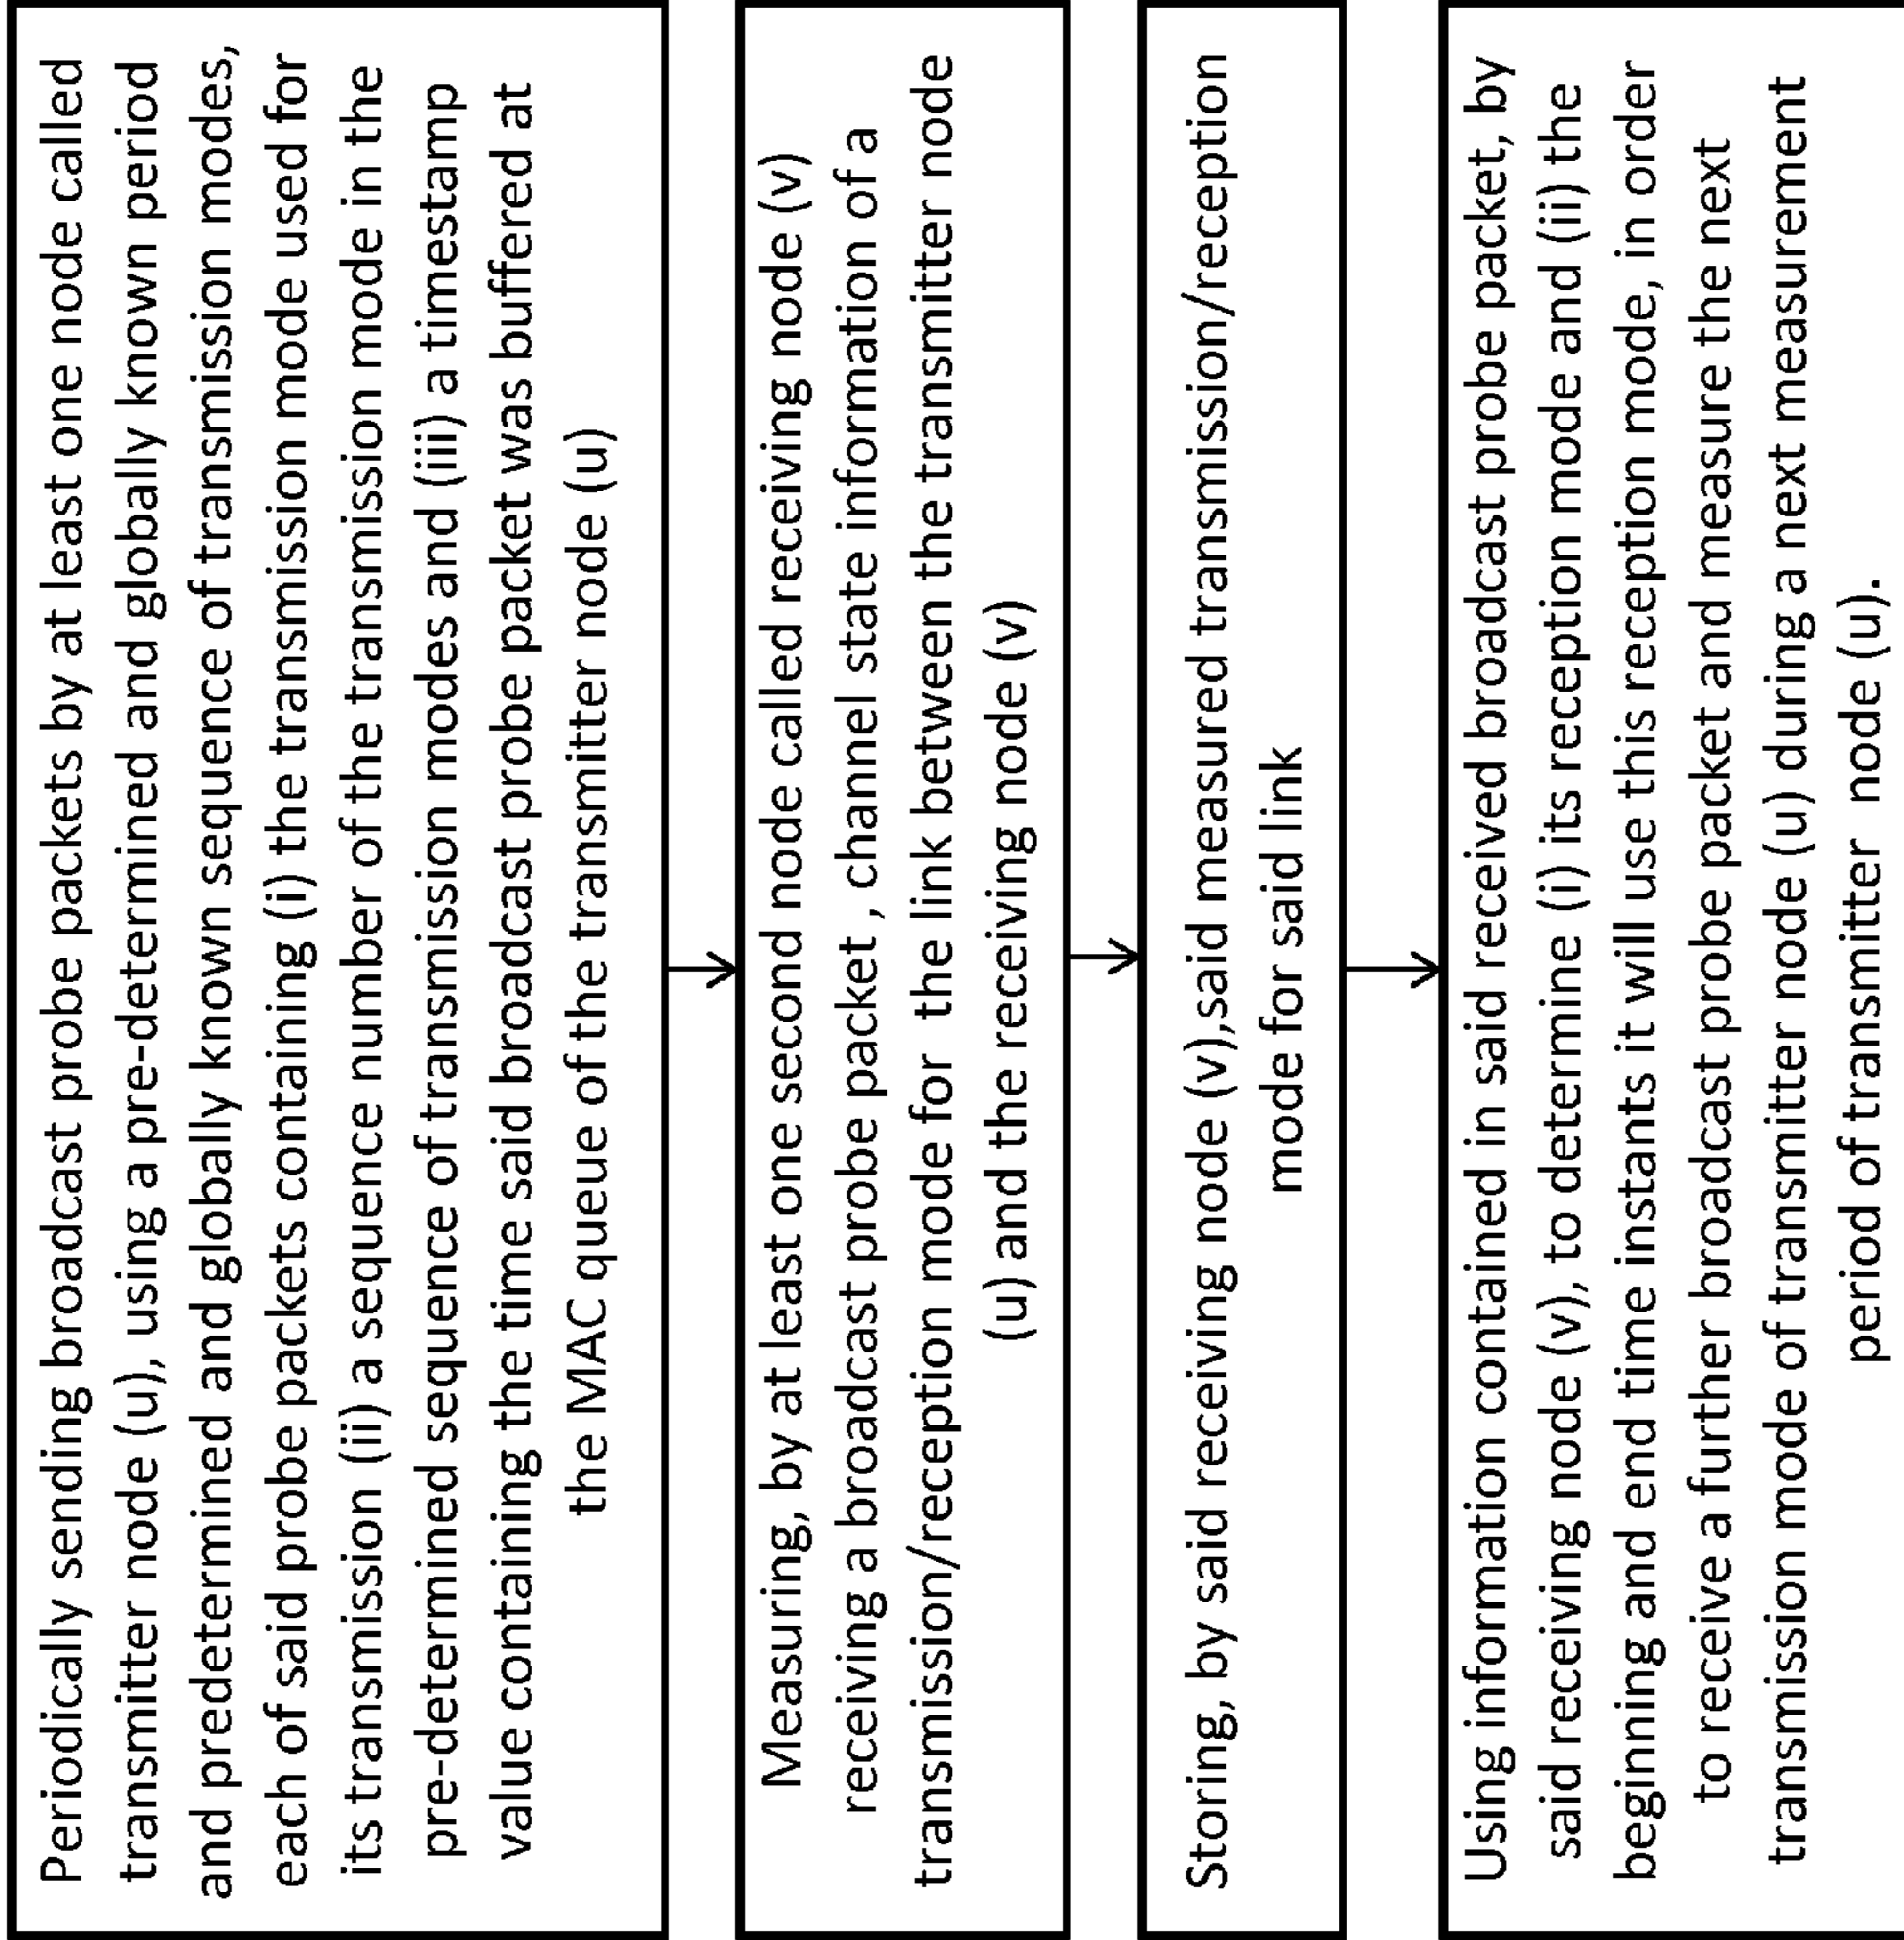 Periodically sending broadcast probe packets by at least one node called
transmitter node (u), using a pre-determined and globally known period
and predetermined and globally known sequence of transmission modes,
each of said probe packets containing (i) the transmission mode used for
its transmission (ii) a sequence number of the transmission mode in the
pre-determined sequence of transmission modes and (iii) a timestamp
value containing the time said broadcast probe packet was buffered at
the MAC queue of the transmitter node (u)
Measuring, by at least one second node called receiving node (v)
receiving a broadcast probe packet , channel state information of a
transmission/reception mode for the link between the transmitter node
(u) and the receiving node (v)
Storing, by said receiving node (v),said measured transmission/reception
mode for said link
Using information contained in said received broadcast probe packet, by
said receiving node (v), to determine (i) its reception mode and (ii) the
beginning and end time instants it will use this reception mode, in order
to receive a further broadcast probe packet and measure the next
transmission mode of transmitter node (u) during a next measurement
period of transmitter node (u).